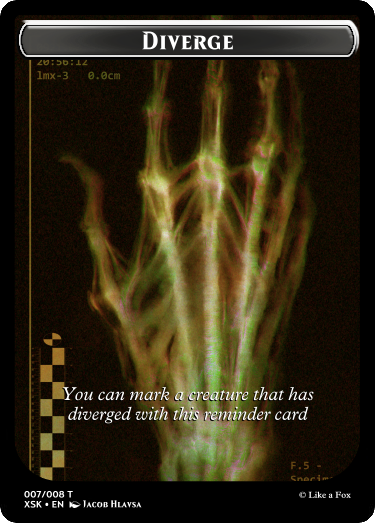 DIVERGE
20:56:12
lmx-3 0.0cm
You can mark a creature that has
diverged with this reminder card
F.5 -
007/008 T
XSK • EN JACOB HLAVSA
© Like a Fox